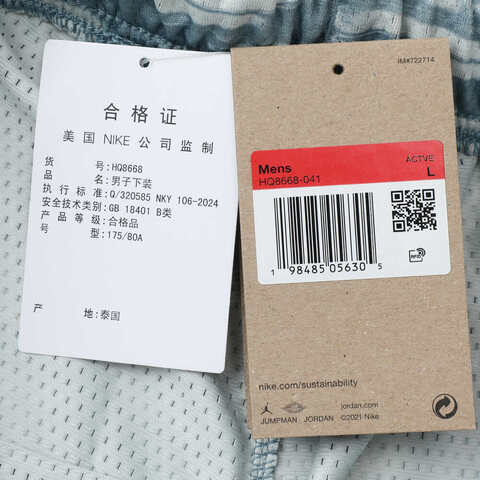 合格证
美国 NIKE 公司监制
货号: HQ8668
品名: 男子下装
执行标准: Q/320585 NKY 106-2024
安全技术类别: GB 18401 B类
产品等级: 合格品
号型: 175/80A
产地: 泰国
IM#722714
Mens
ACTVE
HQ8668-041
L
RFID
1 98485 05630 5
nike.com/sustainability
JUMPMAN JORDAN
jordan.com
©2021 Nike